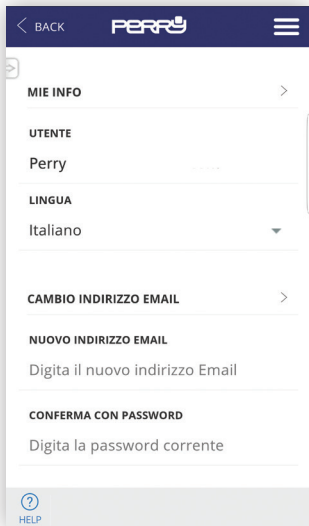 BACK PERRY
MIE INFO
UTENTE
Perry
LINGUA
Italiano
CAMBIO INDIRIZZO EMAIL
NUOVO INDIRIZZO EMAIL
Digita il nuovo indirizzo Email
CONFERMA CON PASSWORD
Digita la password corrente
HELP